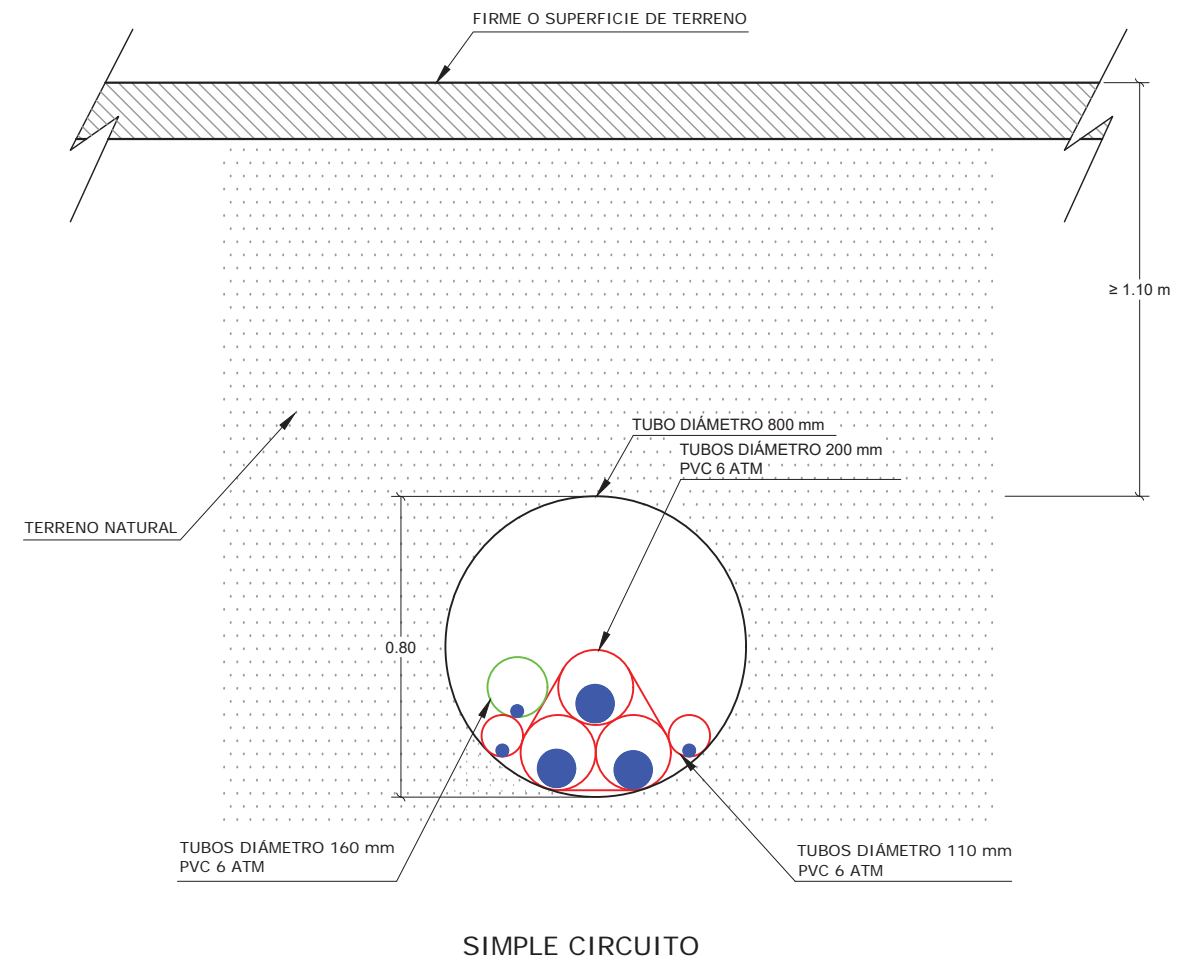 FIRME O SUPERFICIE DE TERRENO
≥ 1.10 m
TUBO DIÁMETRO 800 mm
TUBOS DIÁMETRO 200 mm
PVC 6 ATM
TERRENO NATURAL
0.80
TUBOS DIÁMETRO 160 mm
PVC 6 ATM
TUBOS DIÁMETRO 110 mm
PVC 6 ATM
SIMPLE CIRCUITO